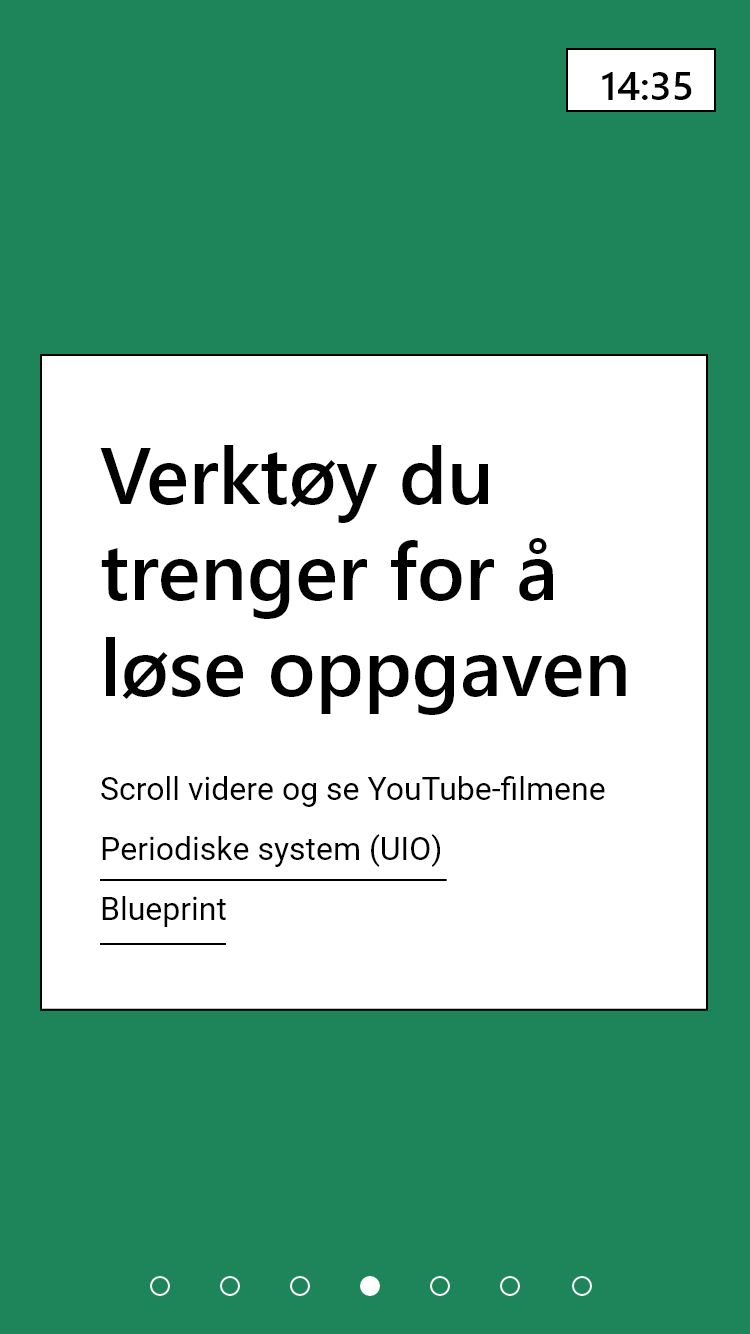 14:35
Verktøy du
trenger for å
løse oppgaven
Scroll videre og se YouTube-filmene
Periodiske system (UIO)
Blueprint